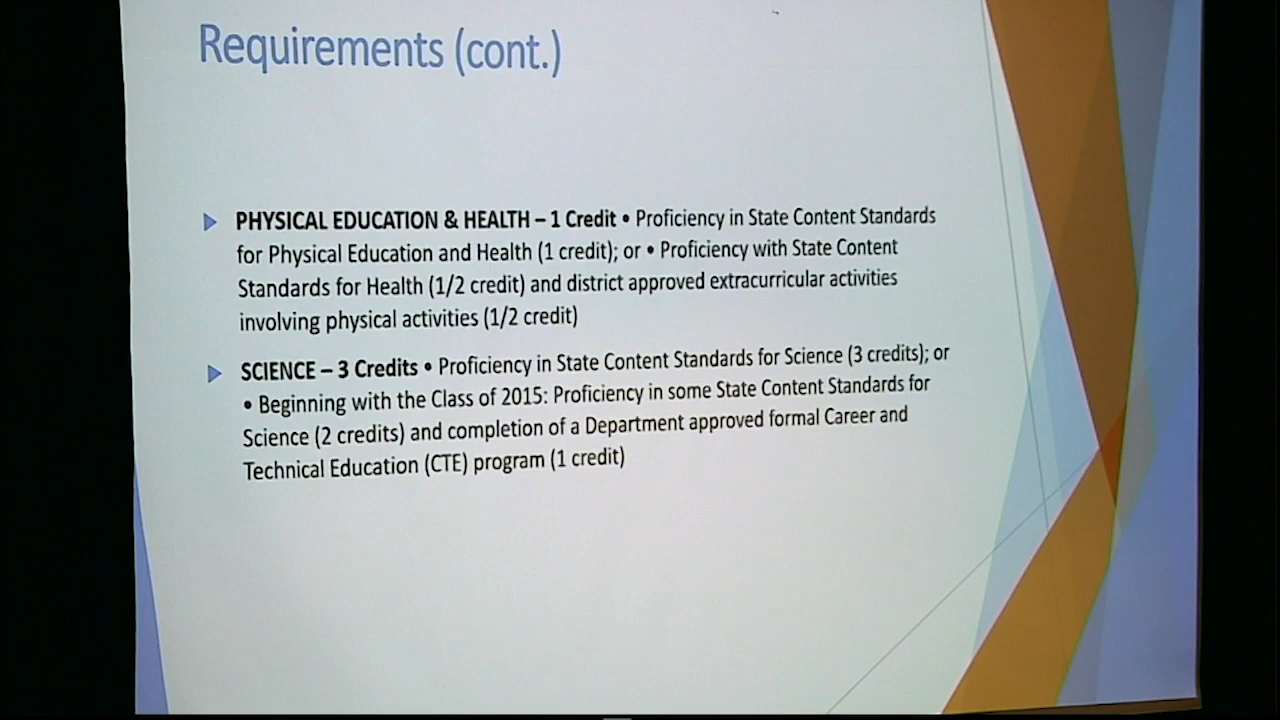 Requirements (cont.)
PHYSICAL EDUCATION & HEALTH – 1 Credit • Proficiency in State Content Standards
for Physical Education and Health (1 credit); or • Proficiency with State Content
Standards for Health (1/2 credit) and district approved extracurricular activities
involving physical activities (1/2 credit)
SCIENCE – 3 Credits • Proficiency in State Content Standards for Science (3 credits); or
• Beginning with the Class of 2015: Proficiency in some State Content Standards for
Science (2 credits) and completion of a Department approved formal Career and
Technical Education (CTE) program (1 credit)